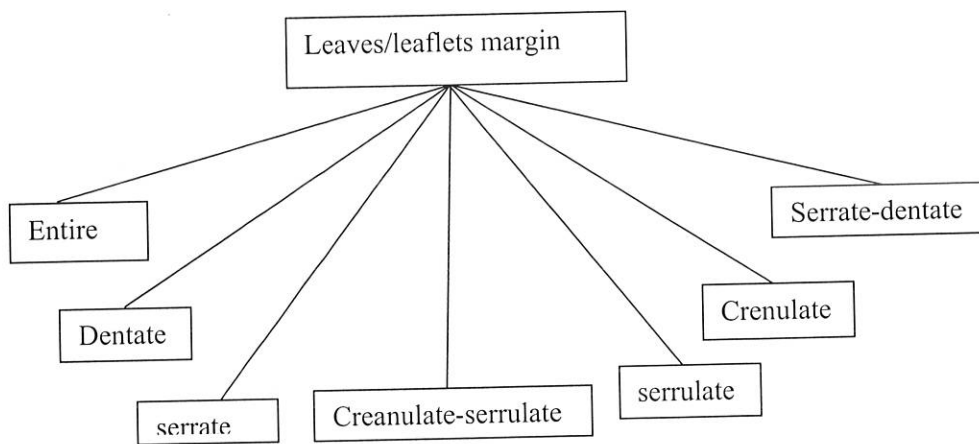 Leaves/leaflets margin
Entire
Serrate-dentate
Dentate
Crenulate
serrate
Creanulate-serrulate
serrulate